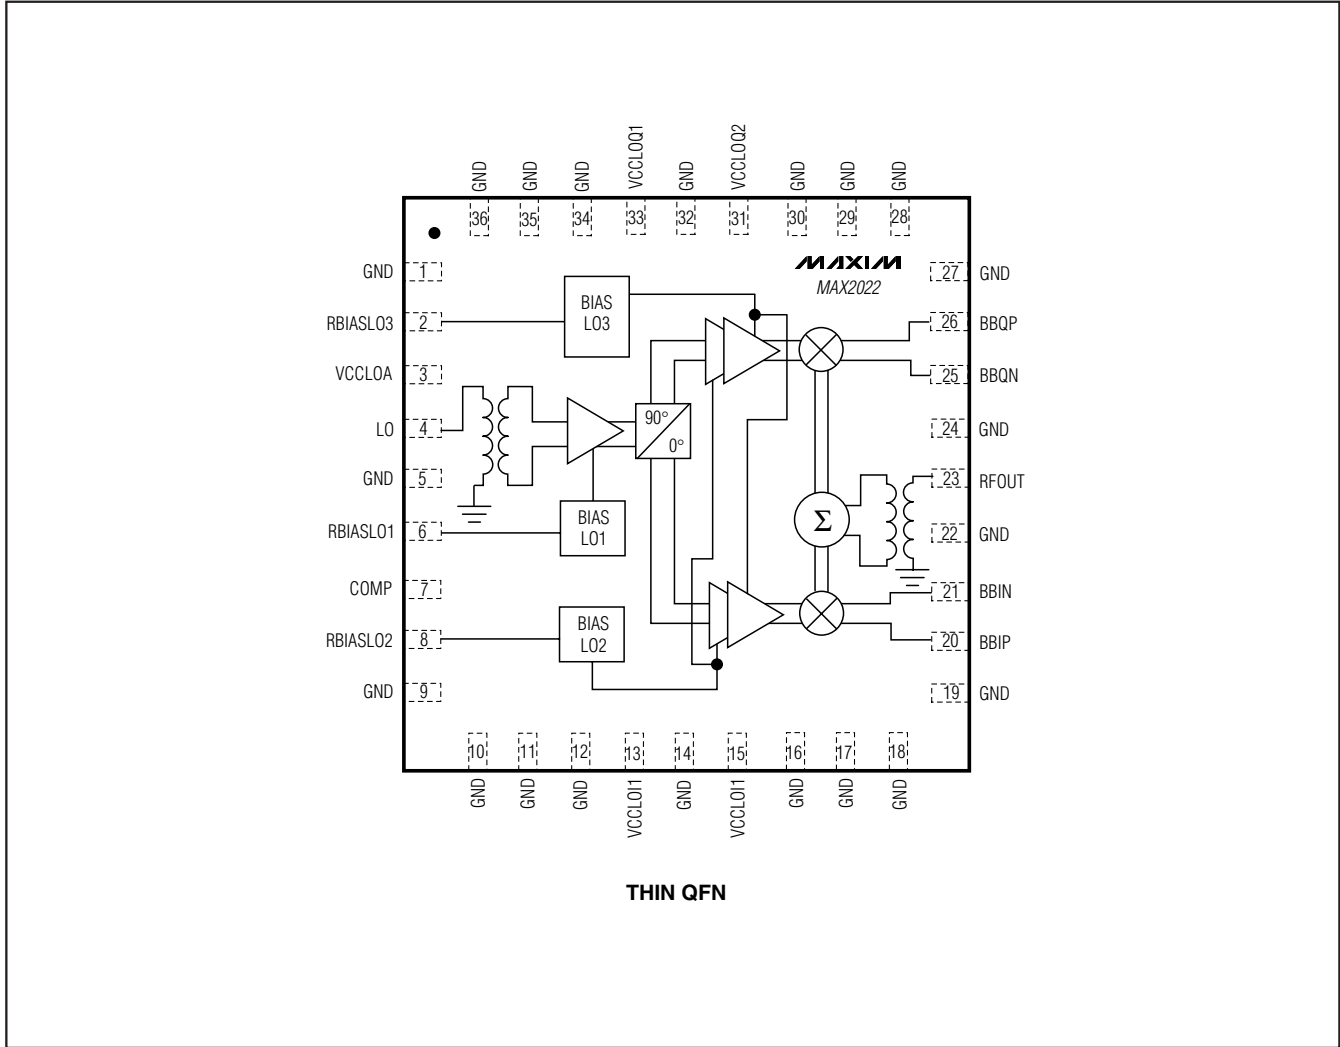 GND GND GND VCCLOQ1 GND VCCLOQ2 GND GND GND
36 35 34 33 32 31 30 29 28
MAXIM
MAX2022
GND 1
27 GND
BIAS
LO3
RBIASLO3 2
26 BBQP
VCCLOA 3
25 BBQN
90°
0°
LO 4
24 GND
GND 5
23 RFOUT
BIAS
LO1
Σ
RBIASLO1 6
22 GND
COMP 7
21 BBIN
BIAS
LO2
RBIASLO2 8
20 BBIP
GND 9
19 GND
10 11 12 13 14 15 16 17 18
GND GND GND VCCLOI1 GND VCCLOI1 GND GND GND
THIN QFN